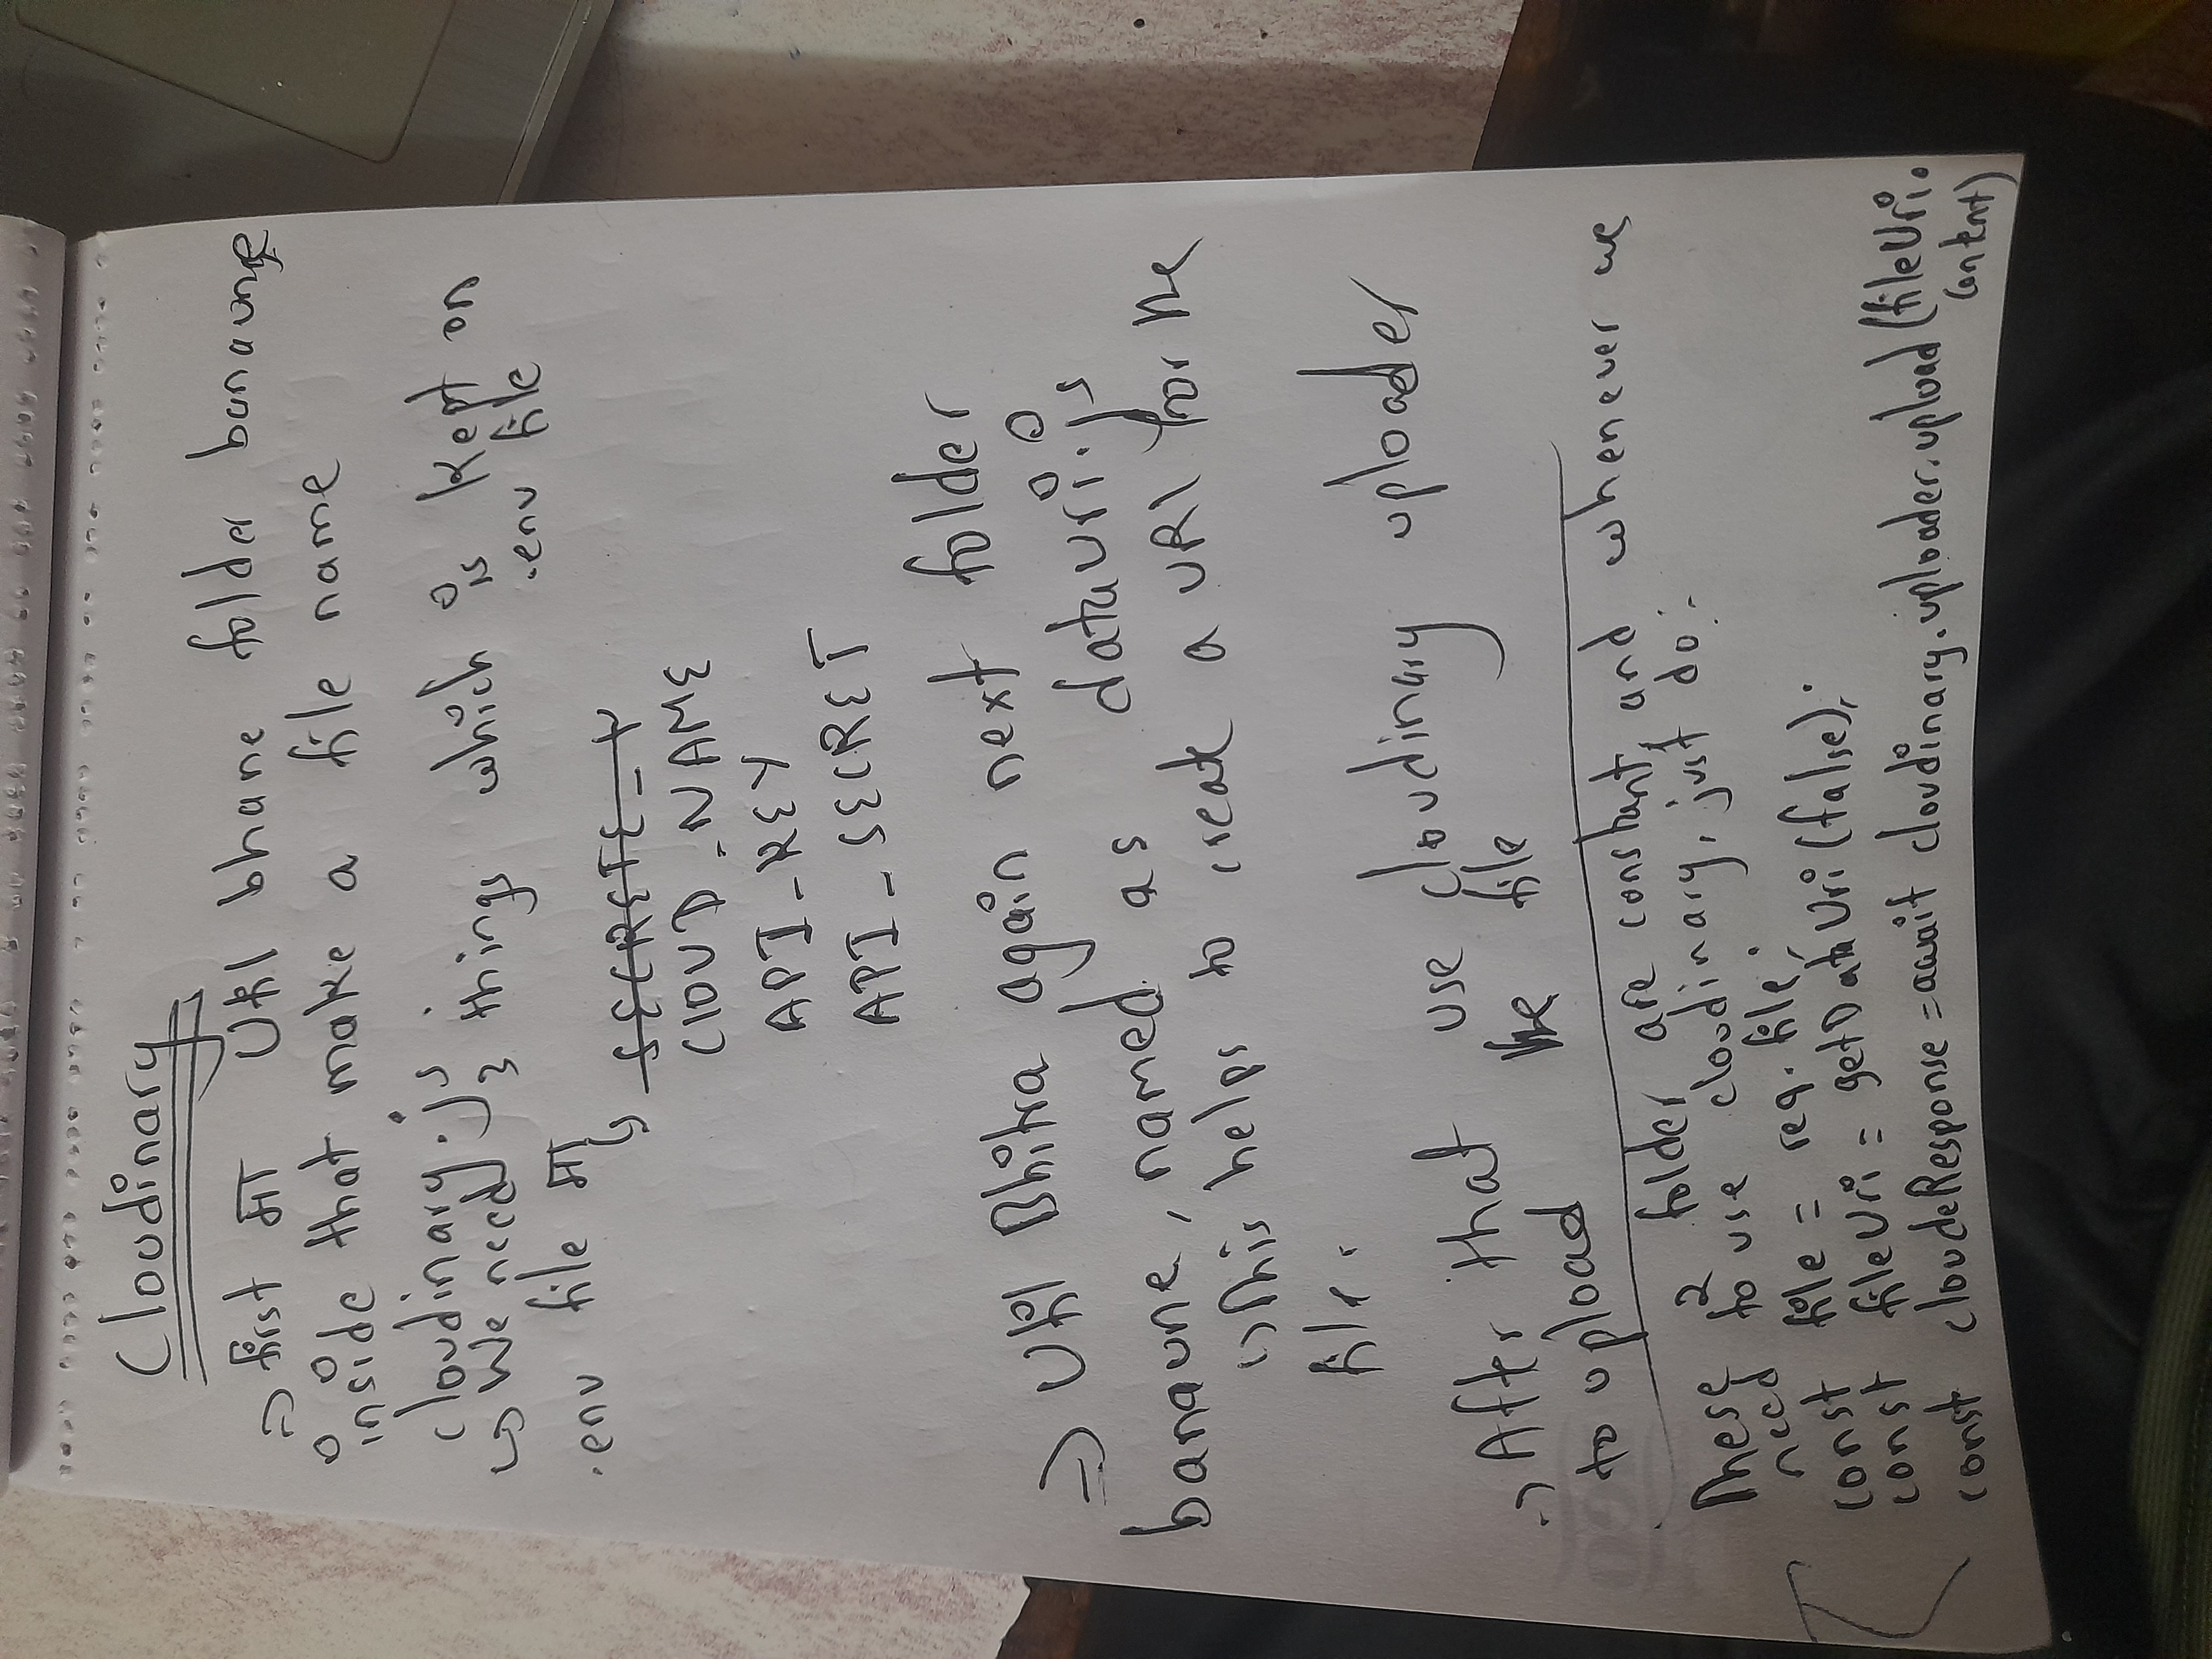 Cloudinary
=> first मा Util bhane folder banaune
inside that make a file name
cloudinary.js
↳ We need 3 things which is kept on
.env file
.env file मा
↳ SECRETE_
CLOUD_NAME
API_KEY
API_SECRET
=> Util Bhitra again next folder
banaune, named as datauri.js
↳ This helps to create a URI for the
file.
-> After that use cloudinary uploader
to upload the file
These 2 folder are constant, and whenever we
need to use cloudinary, just do:
const file = req.file;
const fileUri = getDataUri(false);
const cloudeResponse = await cloudinary.uploader.upload(fileUri.
content)